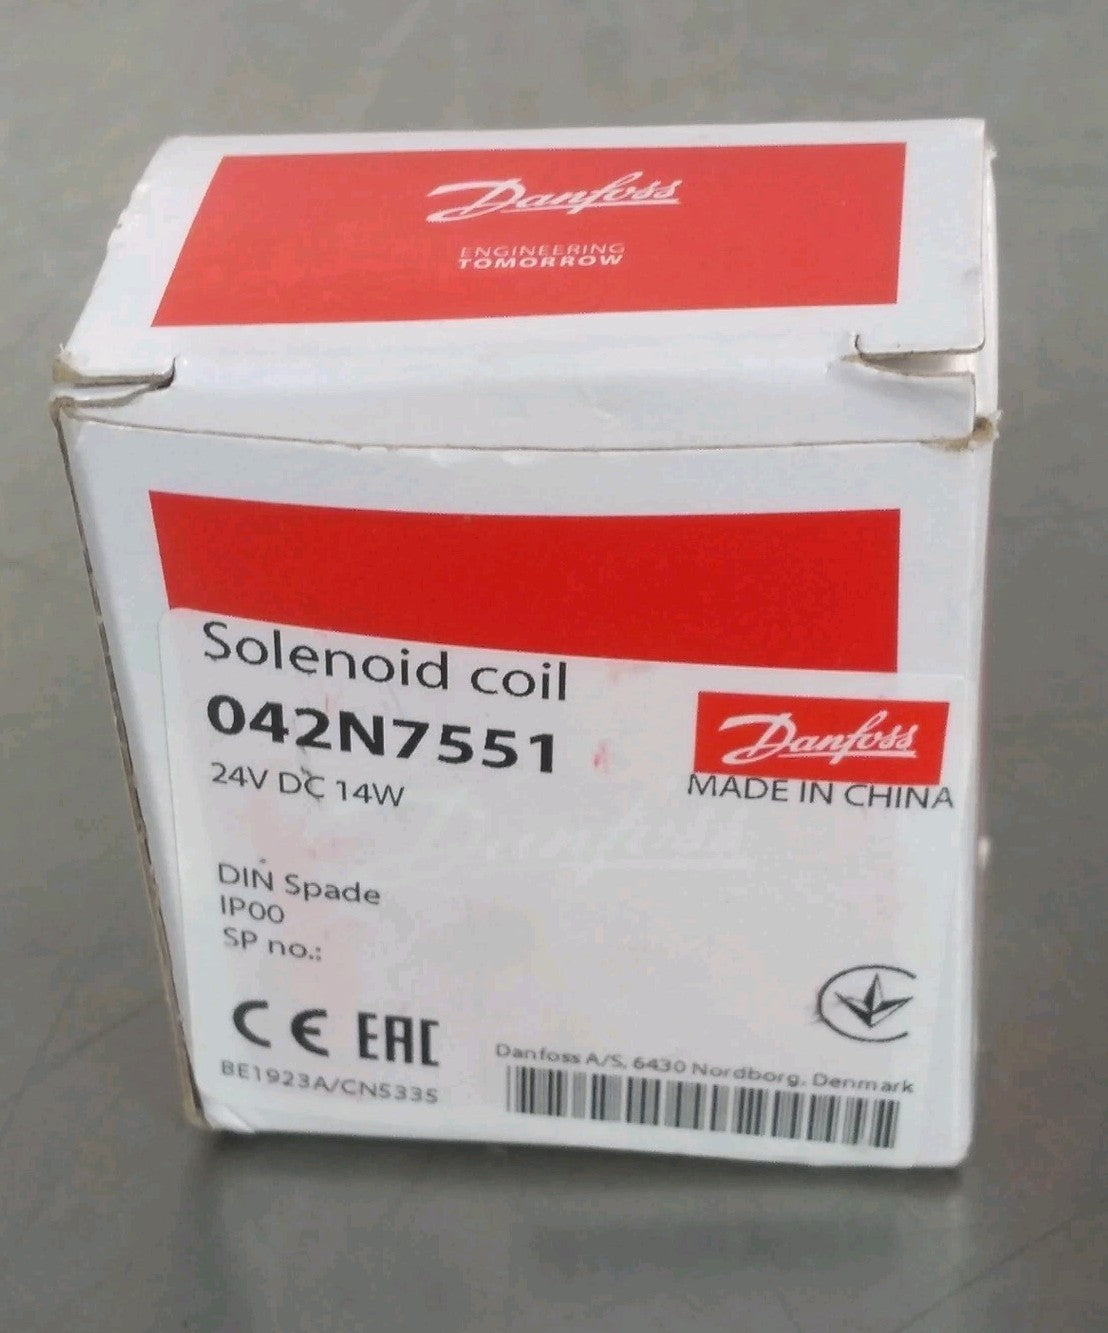 Danfoss
ENGINEERING
TOMORROW
Solenoid coil
042N7551
24V DC 14W
Danfoss
MADE IN CHINA
Danfoss
DIN Spade
IP00
SP no.:
CE EAC
BE1923A/CN5335
Danfoss A/S, 6430 Nordborg, Denmark